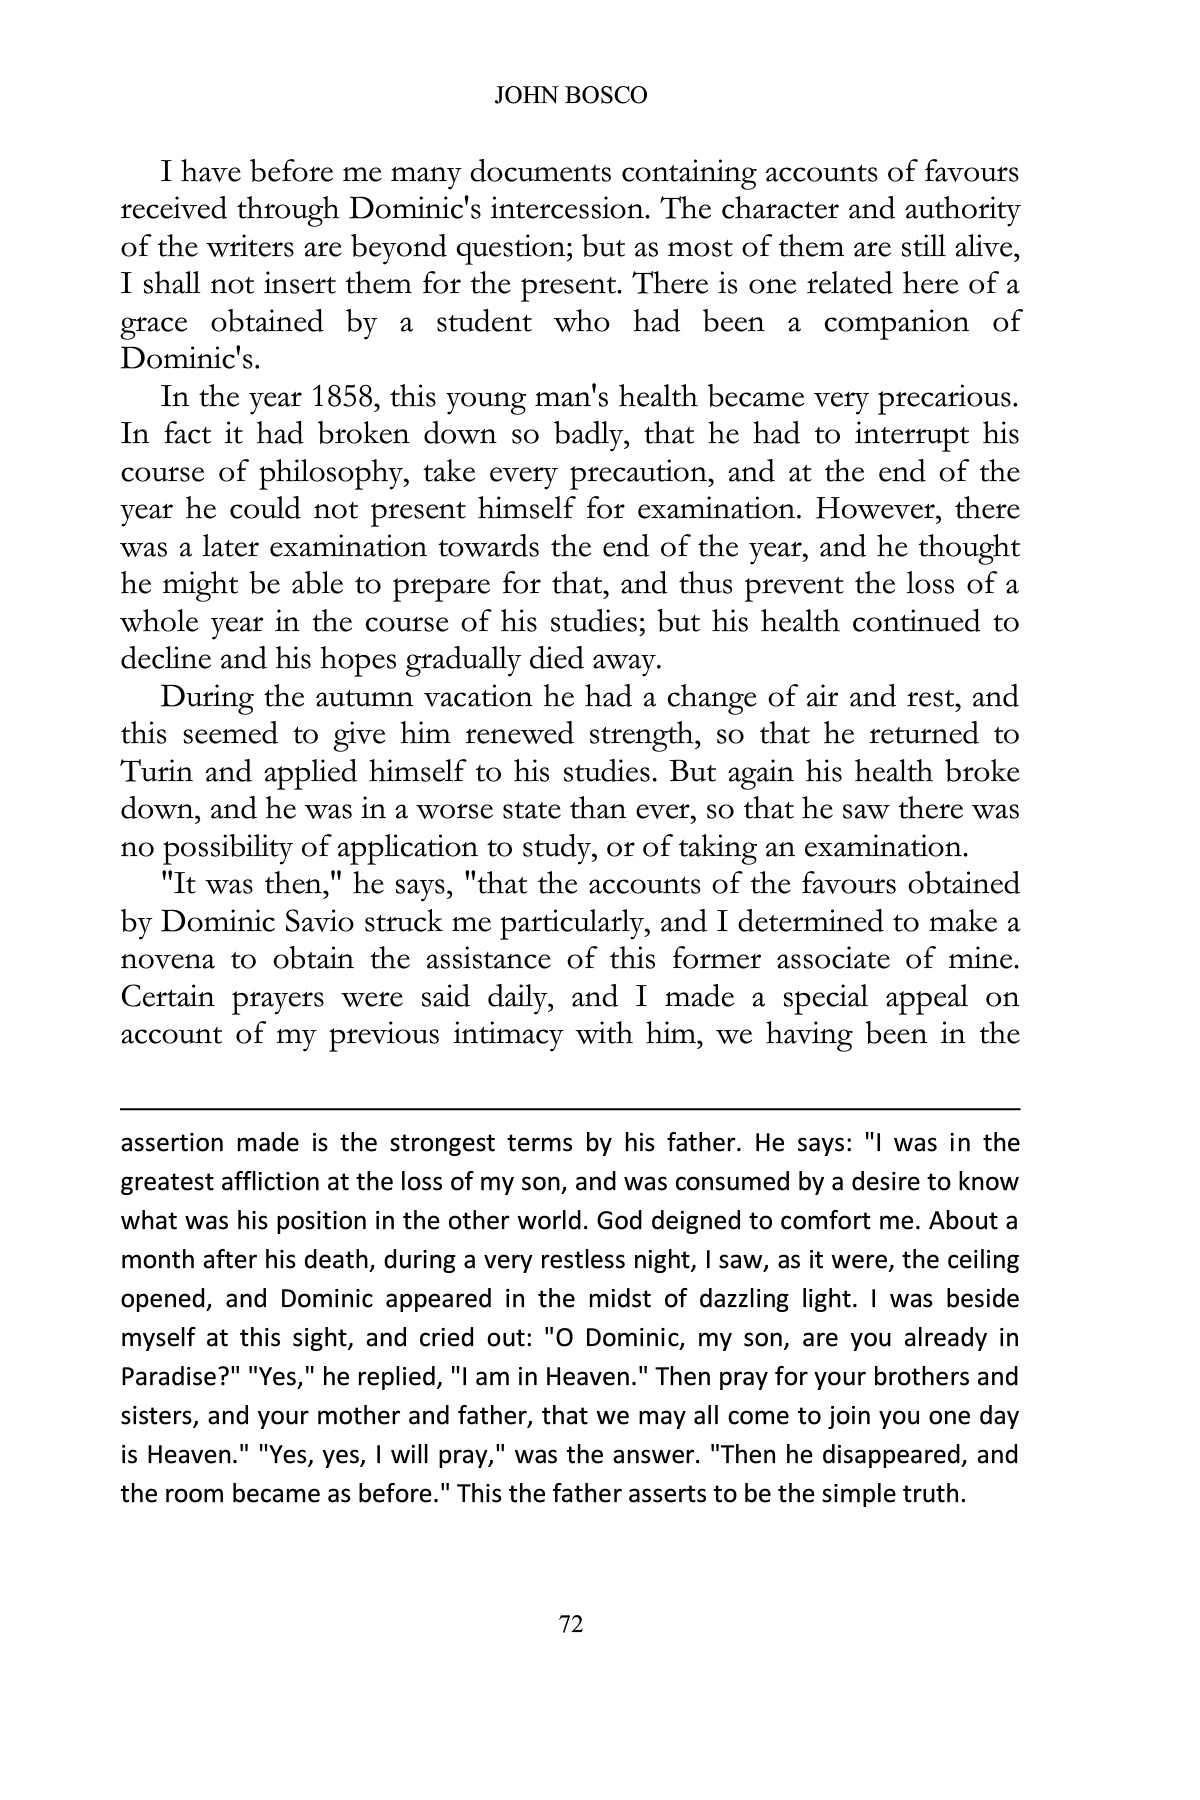 JOHN BOSCO
I have before me many documents containing accounts of favours
received through Dominic's intercession. The character and authority
of the writers are beyond question; but as most of them are still alive,
I shall not insert them for the present. There is one related here of a
grace obtained by a student who had been a companion of
Dominic's.
In the year 1858, this young man's health became very precarious.
In fact it had broken down so badly, that he had to interrupt his
course of philosophy, take every precaution, and at the end of the
year he could not present himself for examination. However, there
was a later examination towards the end of the year, and he thought
he might be able to prepare for that, and thus prevent the loss of a
whole year in the course of his studies; but his health continued to
decline and his hopes gradually died away.
During the autumn vacation he had a change of air and rest, and
this seemed to give him renewed strength, so that he returned to
Turin and applied himself to his studies. But again his health broke
down, and he was in a worse state than ever, so that he saw there was
no possibility of application to study, or of taking an examination.
"It was then," he says, "that the accounts of the favours obtained
by Dominic Savio struck me particularly, and I determined to make a
novena to obtain the assistance of this former associate of mine.
Certain prayers were said daily, and I made a special appeal on
account of my previous intimacy with him, we having been in the
assertion made is the strongest terms by his father. He says: "I was in the
greatest affliction at the loss of my son, and was consumed by a desire to know
what was his position in the other world. God deigned to comfort me. About a
month after his death, during a very restless night, I saw, as it were, the ceiling
opened, and Dominic appeared in the midst of dazzling light. I was beside
myself at this sight, and cried out: "O Dominic, my son, are you already in
Paradise?" "Yes," he replied, "I am in Heaven." Then pray for your brothers and
sisters, and your mother and father, that we may all come to join you one day
is Heaven." "Yes, yes, I will pray," was the answer. "Then he disappeared, and
the room became as before." This the father asserts to be the simple truth.
72